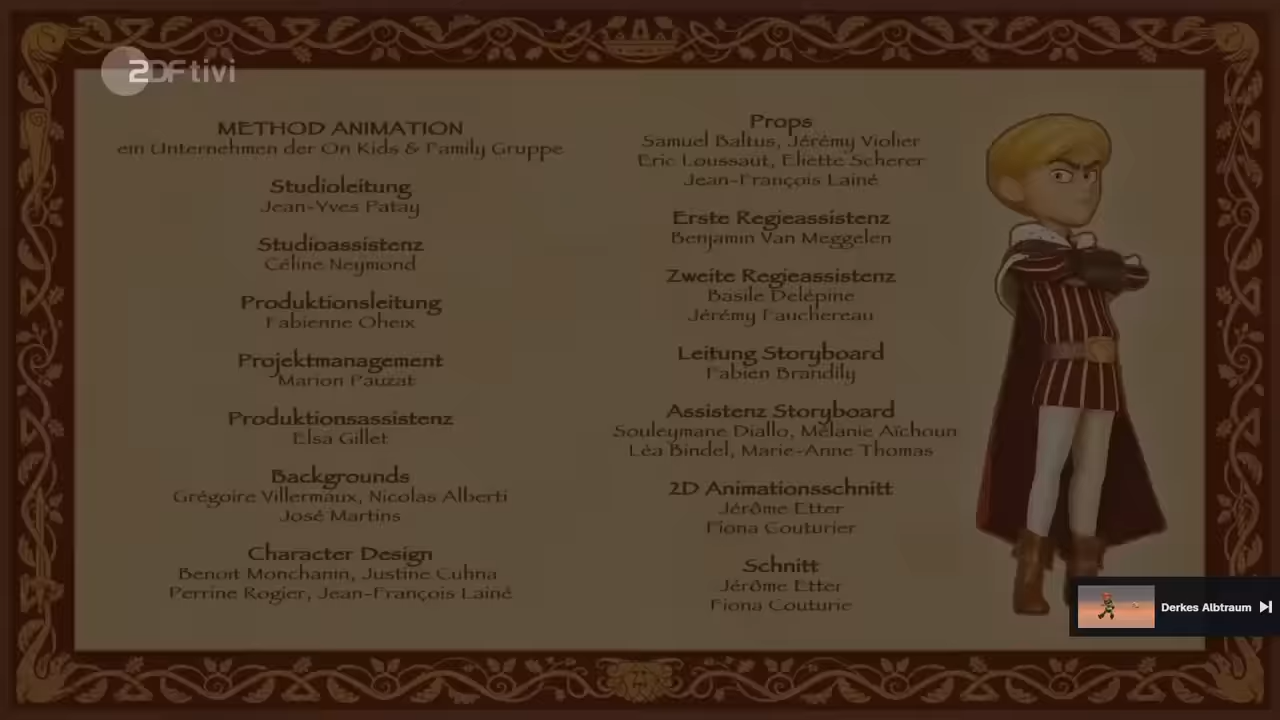 ZDFtivi
METHOD ANIMATION
ein Unternehmen der On Kids & Family Gruppe
Studioleitung
Jean-Yves Patay
Studioassistenz
Céline Neymond
Produktionsleitung
Fabienne Oheix
Projektmanagement
Marion Pauzat
Produktionsassistenz
Elsa Gillet
Backgrounds
Grégoire Villermaux, Nicolas Alberti
José Martins
Character Design
Benoit Monchanin, Justine Cuhna
Perrine Rogier, Jean-François Lainé
Props
Samuel Baltus, Jérémy Violier
Eric Loussaut, Eliette Scherer
Jean-François Lainé
Erste Regieassistenz
Benjamin Van Meggelen
Zweite Regieassistenz
Basile Delépine
Jérémy Fauchereau
Leitung Storyboard
Fabien Brandily
Assistenz Storyboard
Souleymane Diallo, Mélanie Aïchoun
Léa Bindel, Marie-Anne Thomas
2D Animationsschnitt
Jérôme Etter
Fiona Couturier
Schnitt
Jérôme Etter
Fiona Couturie
Derkes Albtraum